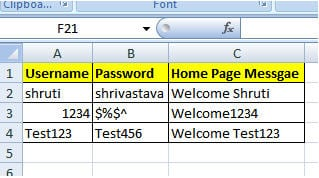 Clipboa...
Font
F21
fx
A B C
1 Username Password Home Page Messgae
2 shruti shrivastava Welcome Shruti
3 1234 $%$^ Welcome1234
4 Test123 Test456 Welcome Test123
5